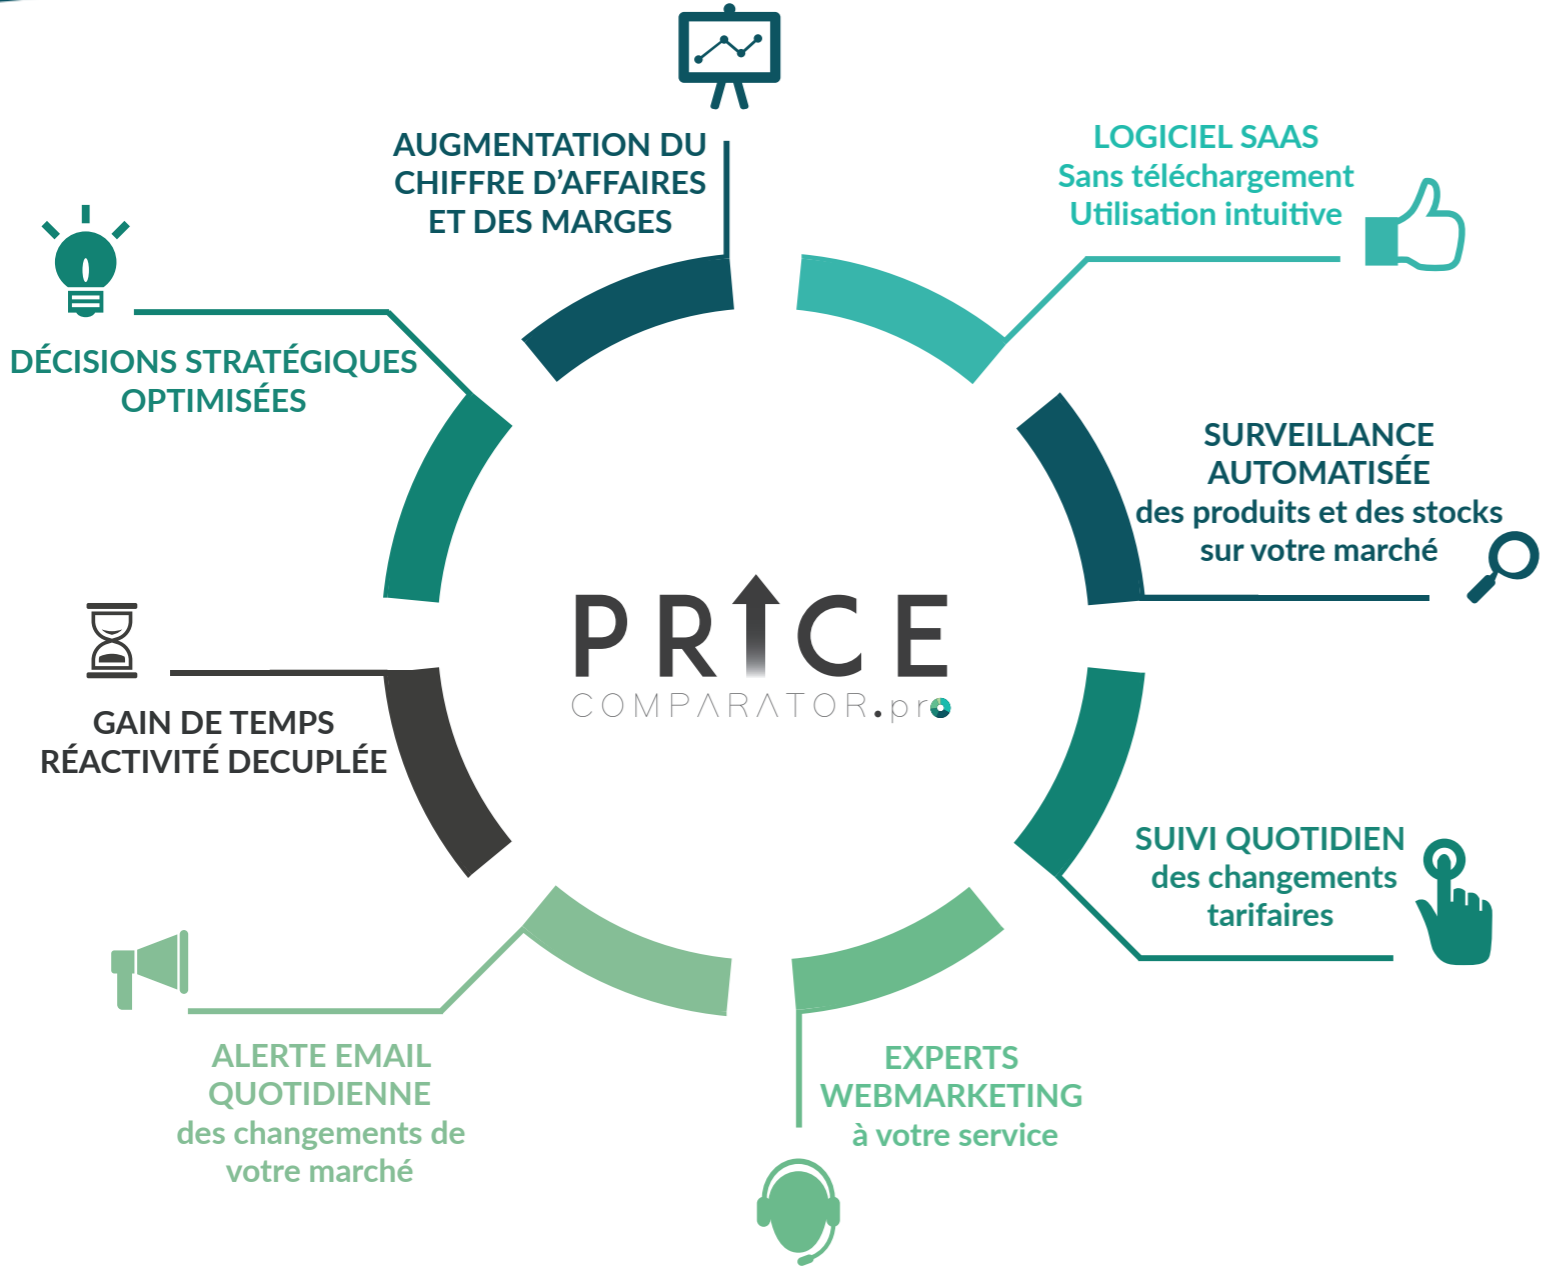 AUGMENTATION DU
CHIFFRE D’AFFAIRES
ET DES MARGES
LOGICIEL SAAS
Sans téléchargement
Utilisation intuitive
DÉCISIONS STRATÉGIQUES
OPTIMISÉES
SURVEILLANCE
AUTOMATISÉE
des produits et des stocks
sur votre marché
PRICE
COMPARATOR.pro
GAIN DE TEMPS
RÉACTIVITÉ DECUPLÉE
SUIVI QUOTIDIEN
des changements
tarifaires
ALERTE EMAIL
QUOTIDIENNE
des changements de
votre marché
EXPERTS
WEBMARKETING
à votre service